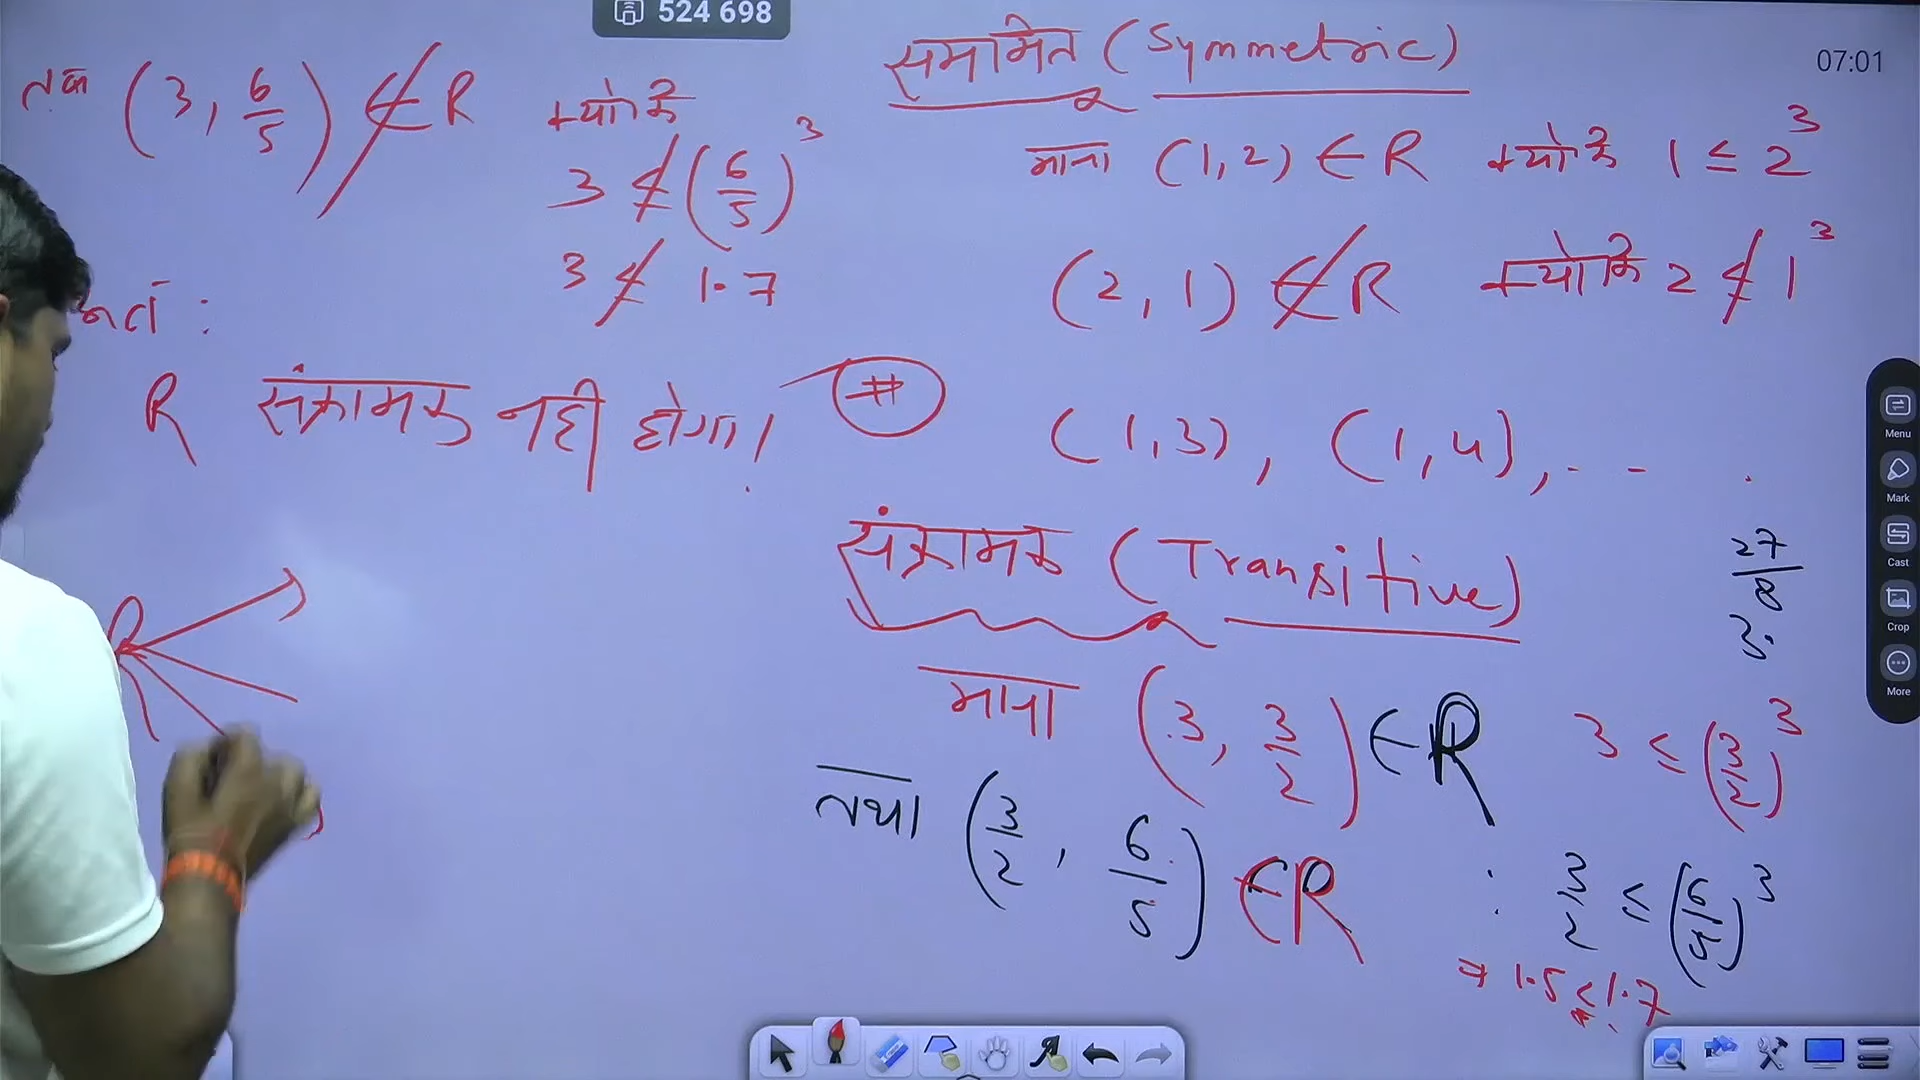 524 698
07:01
समामित (Symmetric)
माना (1,2) ∈ R क्योंकि 1 ≤ 2³
(2, 1) ∉ R क्योंकि 2 ≰ 1³
(1,3), (1,4), - - .
संक्रामक (Transitive)
माना (3, 3/2) ∈ R 3 ≤ (3/2)³
27/8
3.
तथा (3/2, 6/5) ∈ R : 3/2 ≤ (6/5)³
⇒ 1.5 ≤ 1.7
(3, 6/5) ∉ R क्योंकि
3 ≰ (6/5)³
3 ≰ 1.7
R संक्रामक नहीं होगा!
#
R
Menu
Mark
Cast
Crop
More